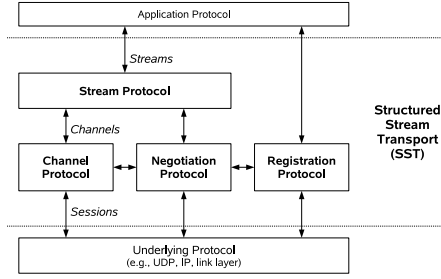 Application Protocol
Streams
Stream Protocol
Structured
Stream
Transport
(SST)
Channels
Channel
Protocol
Negotiation
Protocol
Registration
Protocol
Sessions
Underlying Protocol
(e.g., UDP, IP, link layer)